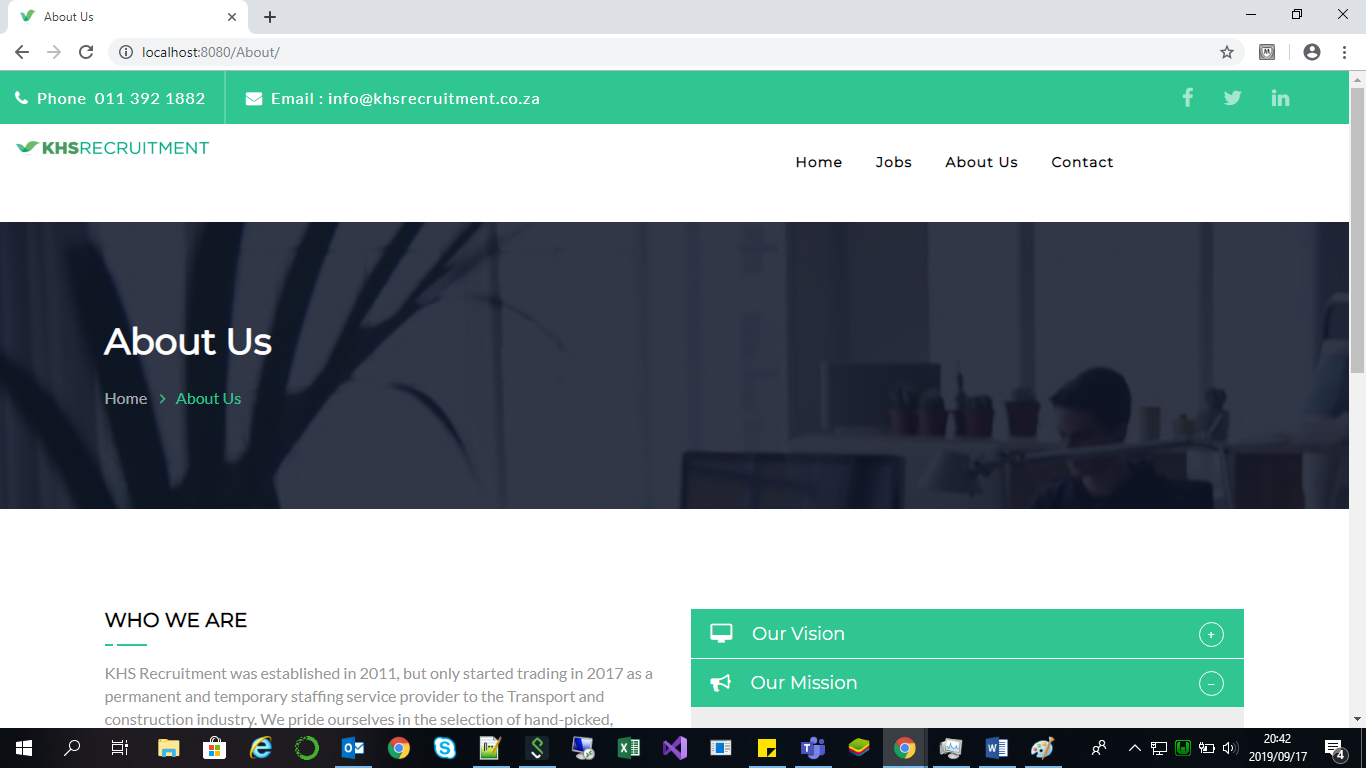 About Us
localhost:8080/About/
Phone 011 392 1882
Email : info@khsrecruitment.co.za
KHSRECRUITMENT
Home Jobs About Us Contact
About Us
Home > About Us
WHO WE ARE
KHS Recruitment was established in 2011, but only started trading in 2017 as a
permanent and temporary staffing service provider to the Transport and
construction industry. We pride ourselves in the selection of hand-picked,
Our Vision
Our Mission
20:42
2019/09/17
4